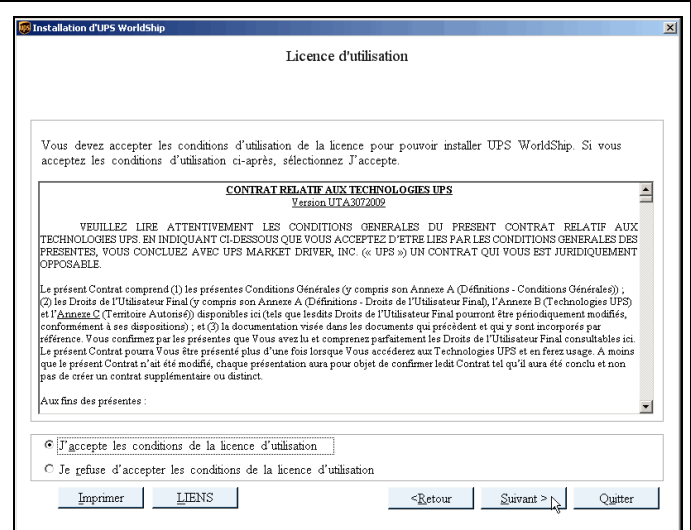 Installation d'UPS WorldShip
Licence d'utilisation
Vous devez accepter les conditions d'utilisation de la licence pour pouvoir installer UPS WorldShip. Si vous
acceptez les conditions d'utilisation ci-après, sélectionnez J'accepte.
CONTRAT RELATIF AUX TECHNOLOGIES UPS
Version UTA3072009
VEUILLEZ LIRE ATTENTIVEMENT LES CONDITIONS GENERALES DU PRESENT CONTRAT RELATIF AUX
TECHNOLOGIES UPS. EN INDIQUANT CI-DESSOUS QUE VOUS ACCEPTEZ D'ETRE LIES PAR LES CONDITIONS GENERALES DES
PRESENTES, VOUS CONCLUEZ AVEC UPS MARKET DRIVER, INC. (« UPS ») UN CONTRAT QUI VOUS EST JURIDIQUEMENT
OPPOSABLE.
Le présent Contrat comprend (1) les présentes Conditions Générales (y compris son Annexe A (Définitions - Conditions Générales)) ;
(2) les Droits de l'Utilisateur Final (y compris son Annexe A (Définitions - Droits de l'Utilisateur Final), l'Annexe B (Technologies UPS)
et l'Annexe C (Territoire Autorisé)) disponibles ici (tels que lesdits Droits de l'Utilisateur Final pourront être périodiquement modifiés,
conformément à ses dispositions) ; et (3) la documentation visée dans les documents qui précèdent et qui y sont incorporés par
référence. Vous confirmez par les présentes que Vous avez lu et comprenez parfaitement les Droits de l'Utilisateur Final consultables ici.
Le présent Contrat pourra Vous être présenté plus d'une fois lorsque Vous accéderez aux Technologies UPS et en ferez usage. A moins
que le présent Contrat n'ait été modifié, chaque présentation aura pour objet de confirmer ledit Contrat tel qu'il aura été conclu et non
pas de créer un contrat supplémentaire ou distinct.
Aux fins des présentes :
J'accepte les conditions de la licence d'utilisation
Je refuse d'accepter les conditions de la licence d'utilisation
Imprimer LIENS <Retour Suivant > Quitter